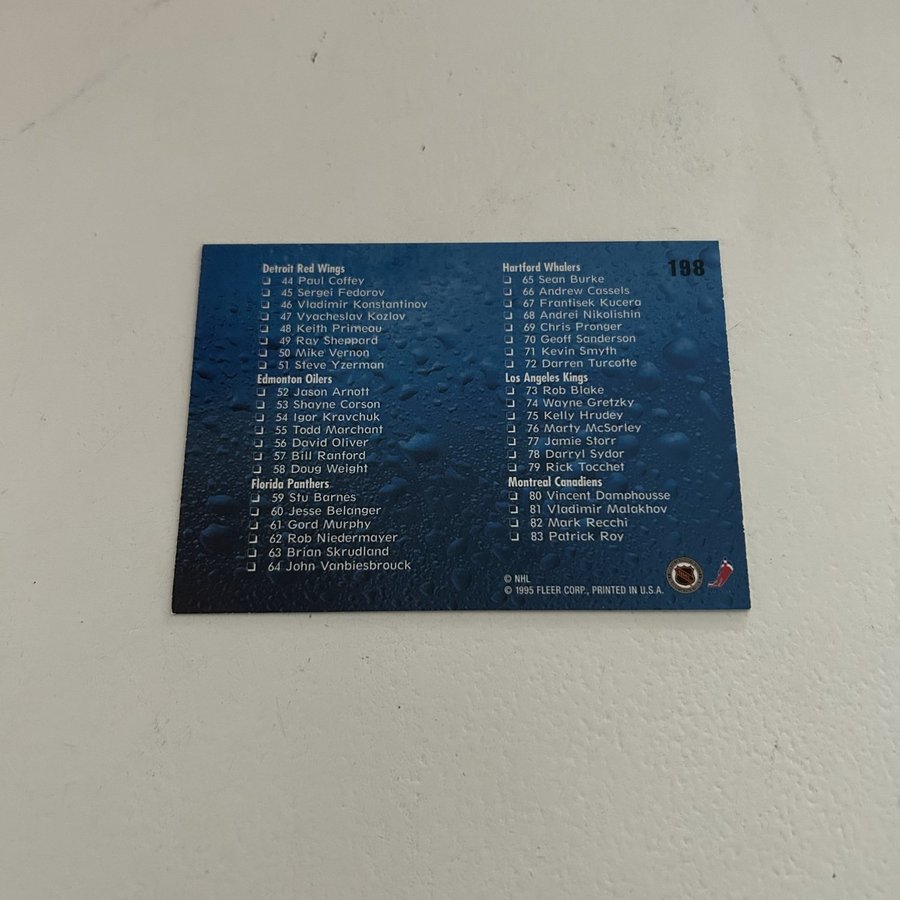 198
Detroit Red Wings
44 Paul Coffey
45 Sergei Fedorov
46 Vladimir Konstantinov
47 Vyacheslav Kozlov
48 Keith Primeau
49 Ray Sheppard
50 Mike Vernon
51 Steve Yzerman
Edmonton Oilers
52 Jason Arnott
53 Shayne Corson
54 Igor Kravchuk
55 Todd Marchant
56 David Oliver
57 Bill Ranford
58 Doug Weight
Florida Panthers
59 Stu Barnes
60 Jesse Belanger
61 Gord Murphy
62 Rob Niedermayer
63 Brian Skrudland
64 John Vanbiesbrouck
Hartford Whalers
65 Sean Burke
66 Andrew Cassels
67 Frantisek Kucera
68 Andrei Nikolishin
69 Chris Pronger
70 Geoff Sanderson
71 Kevin Smyth
72 Darren Turcotte
Los Angeles Kings
73 Rob Blake
74 Wayne Gretzky
75 Kelly Hrudey
76 Marty McSorley
77 Jamie Storr
78 Darryl Sydor
79 Rick Tocchet
Montreal Canadiens
80 Vincent Damphousse
81 Vladimir Malakhov
82 Mark Recchi
83 Patrick Roy
© NHL
© 1995 FLEER CORP., PRINTED IN U.S.A.